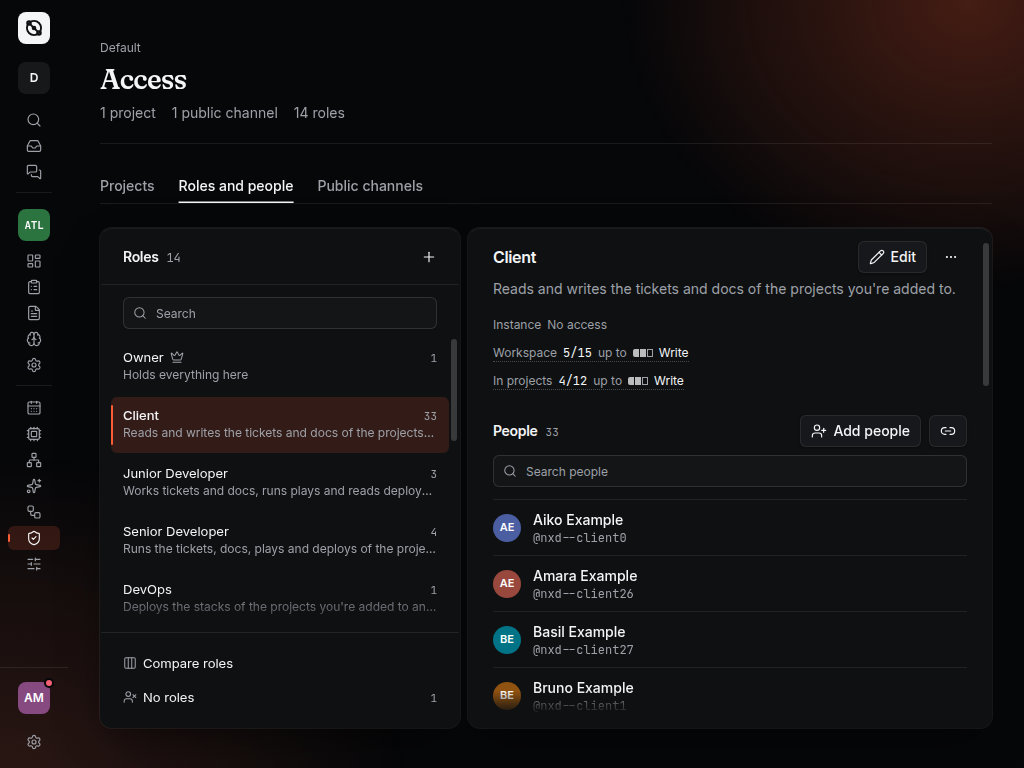 Default
D
Access
1 project 1 public channel 14 roles
Projects Roles and people Public channels
ATL
Roles 14
Search
Owner 1
Holds everything here
Client 33
Reads and writes the tickets and docs of the projects...
Junior Developer 3
Works tickets and docs, runs plays and reads deploy...
Senior Developer 4
Runs the tickets, docs, plays and deploys of the proje...
DevOps 1
Deploys the stacks of the projects you're added to an...
Compare roles
No roles 1
Client
Edit
Reads and writes the tickets and docs of the projects you're added to.
Instance No access
Workspace 5/15 up to Write
In projects 4/12 up to Write
People 33
Add people
Search people
AE Aiko Example
@nxd--client0
AE Amara Example
@nxd--client26
BE Basil Example
@nxd--client27
BE Bruno Example
@nxd--client1
AM